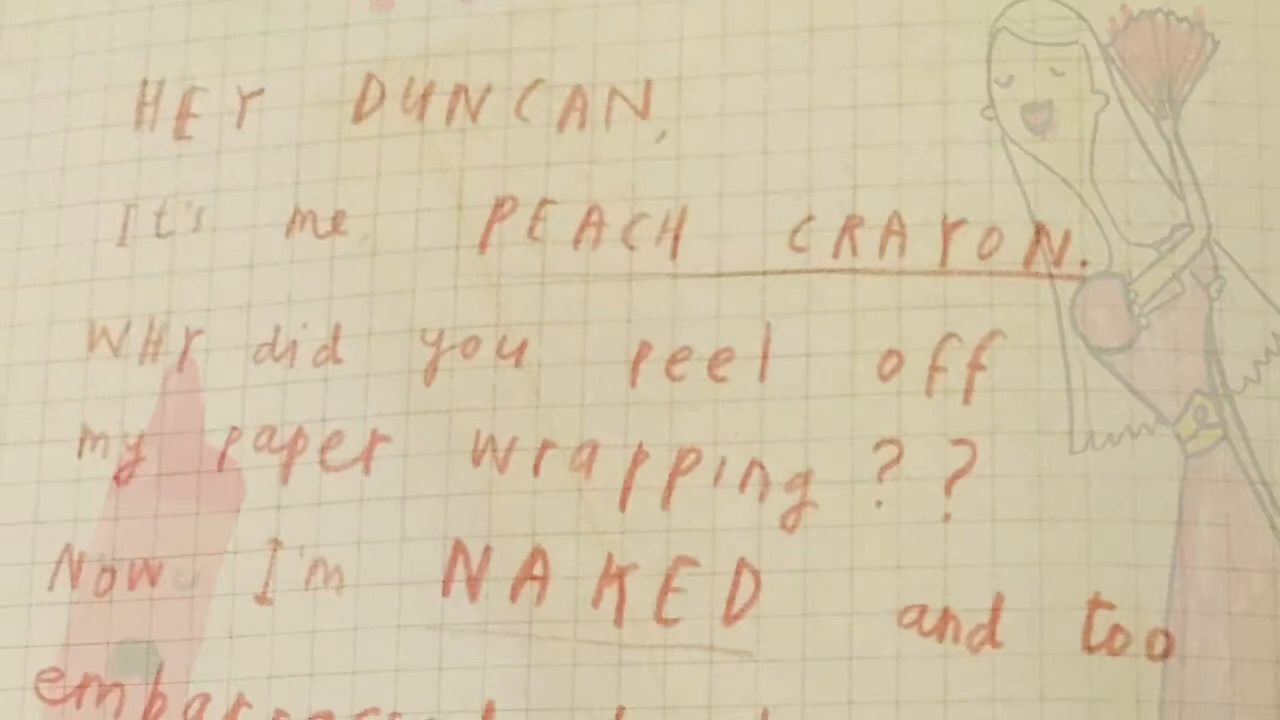 HEY DUNCAN,
It's me PEACH CRAYON.
WHY did you peel off
my paper wrapping ??
Now I'm NAKED and too